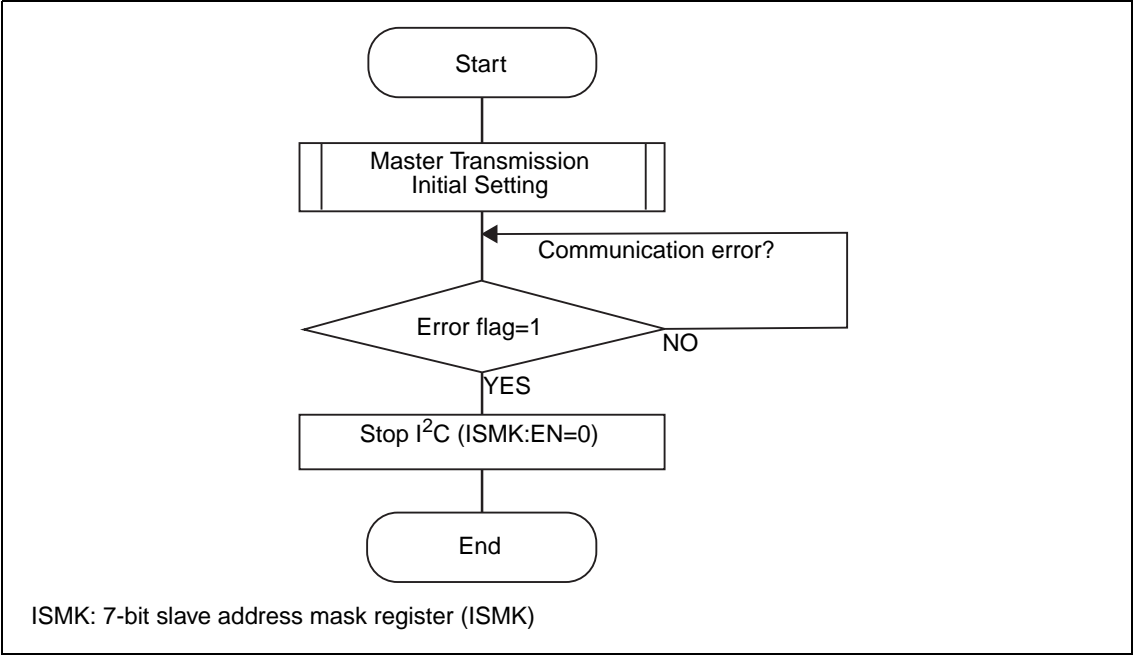 Start
Master Transmission
Initial Setting
Communication error?
Error flag=1
NO
YES
Stop I²C (ISMK:EN=0)
End
ISMK: 7-bit slave address mask register (ISMK)